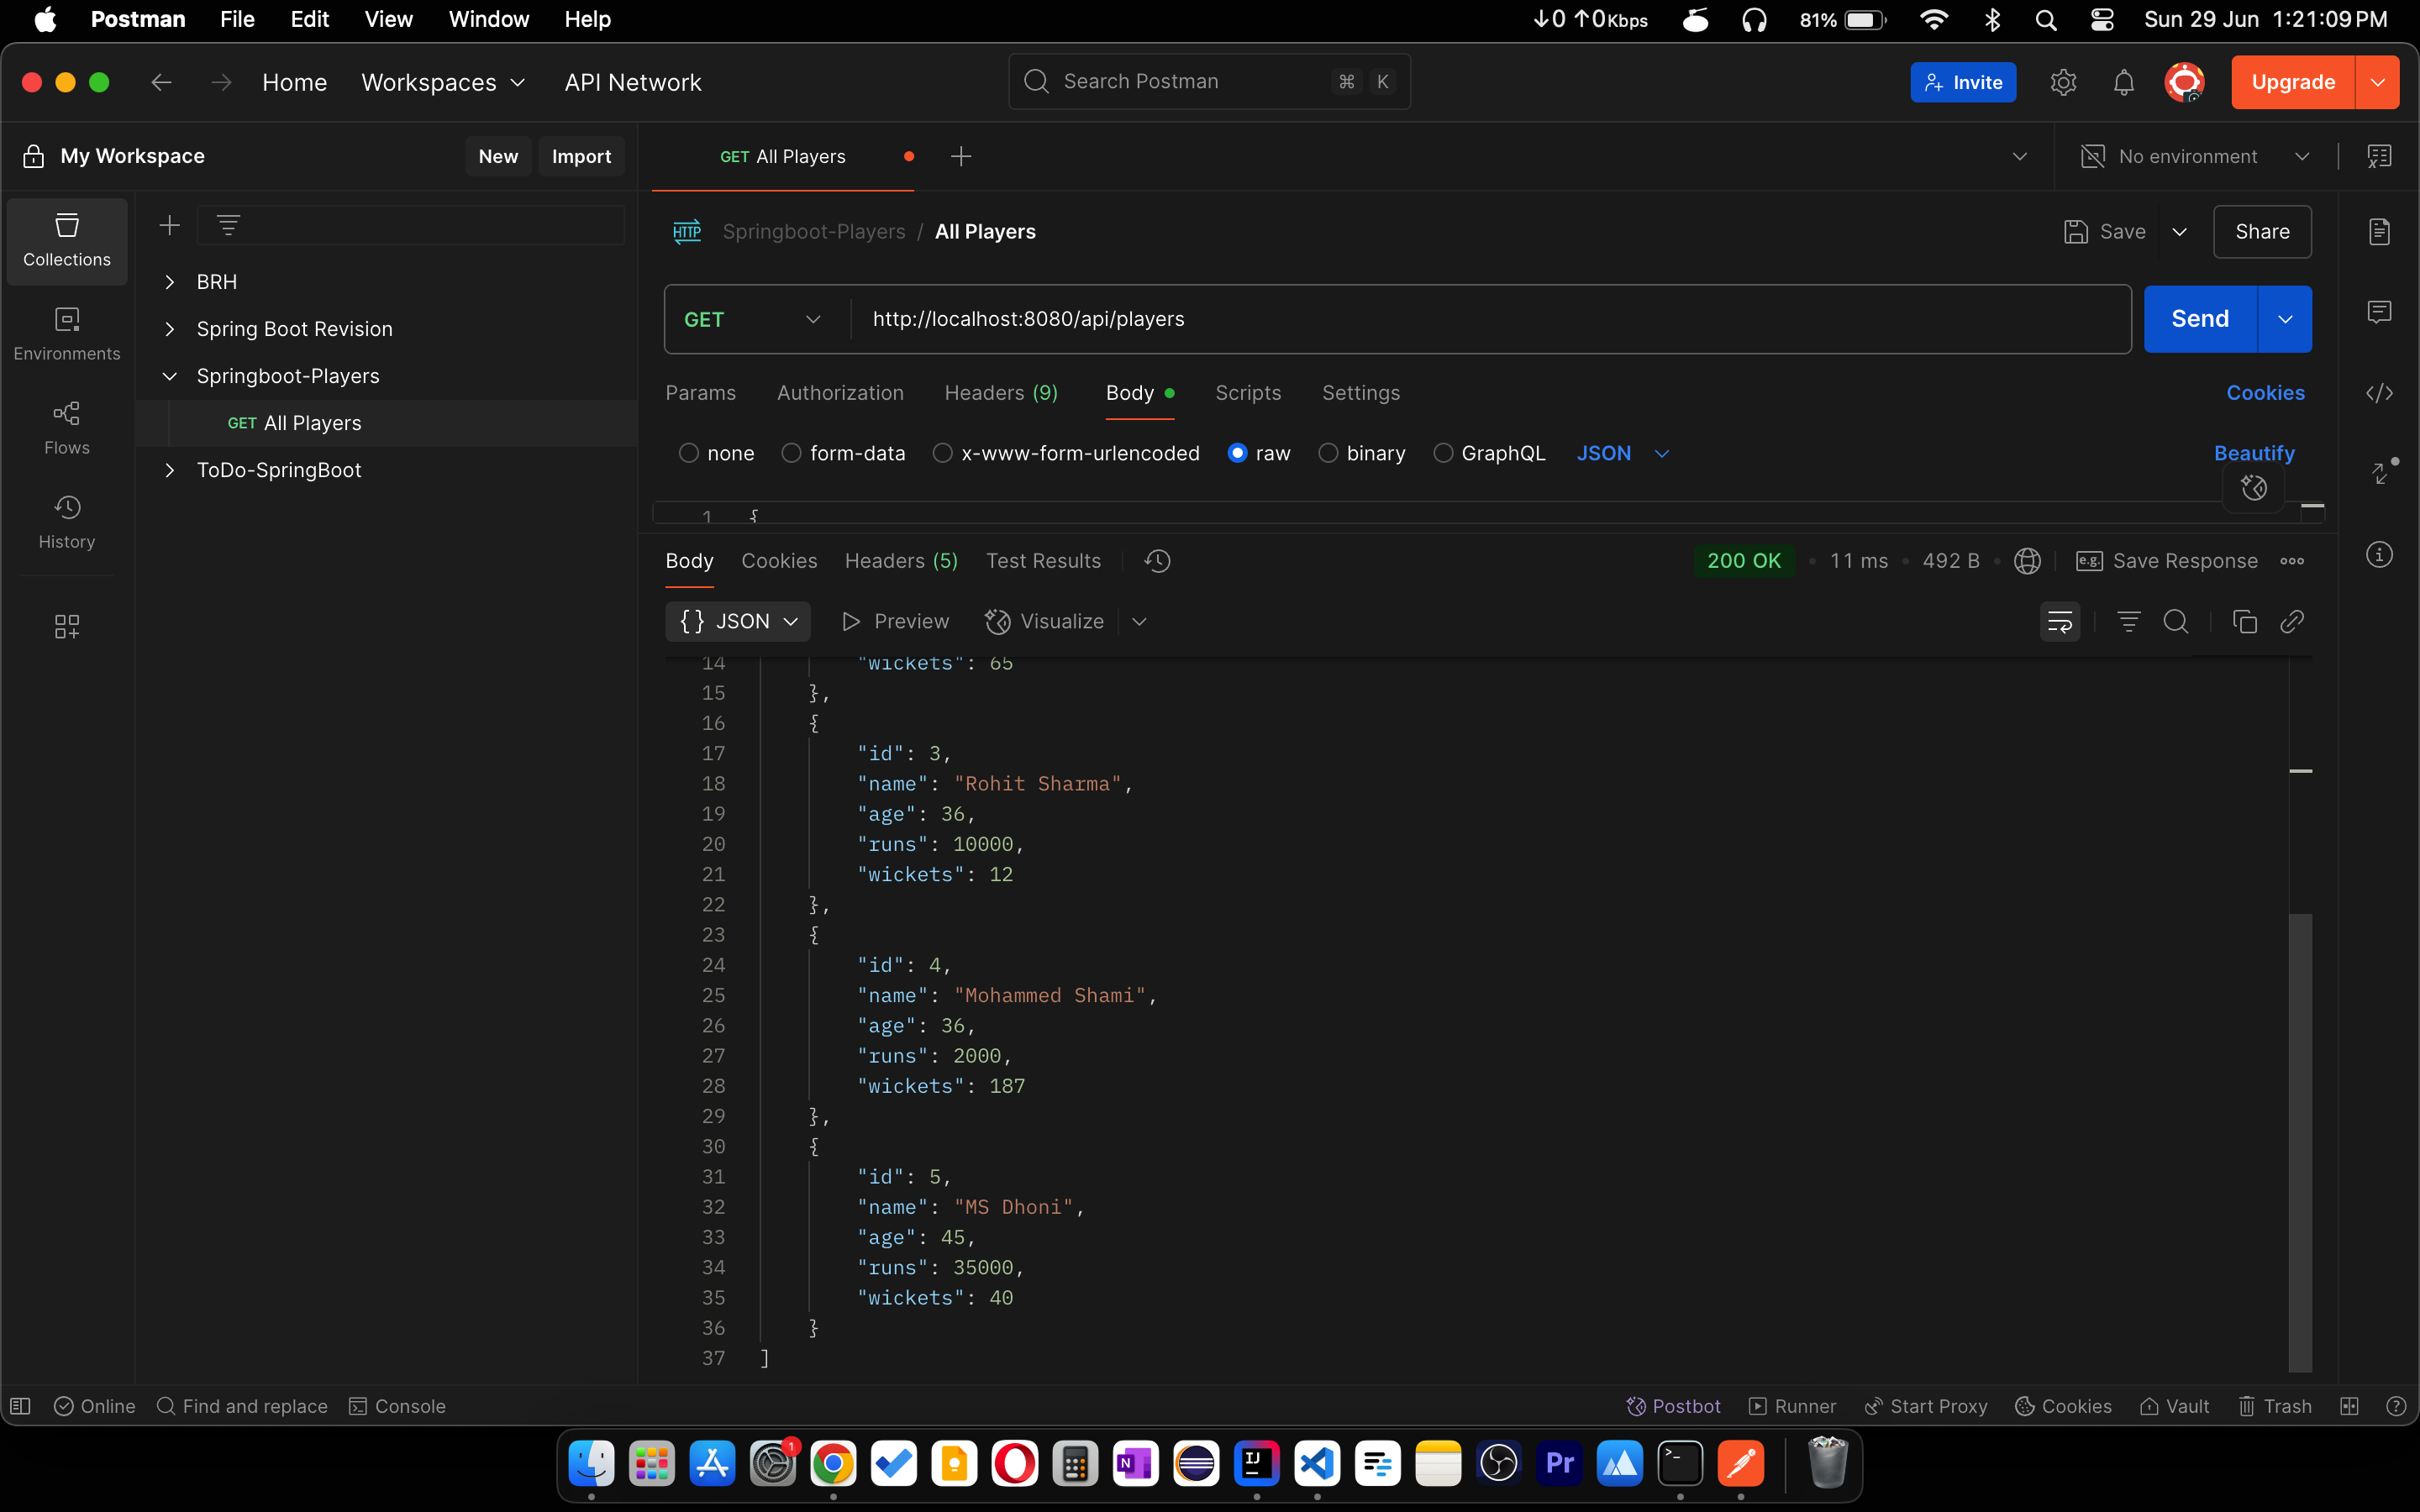 Postman File Edit View Window Help ↓0 ↑0Kbps 81% Sun 29 Jun 1:21:09 PM
Home Workspaces API Network Search Postman ⌘ K Invite Upgrade
My Workspace New Import GET All Players No environment
Collections
Environments
Flows
History
BRH
Spring Boot Revision
Springboot-Players
GET All Players
ToDo-SpringBoot
HTTP Springboot-Players / All Players Save Share
GET http://localhost:8080/api/players Send
Params Authorization Headers (9) Body Scripts Settings Cookies
none form-data x-www-form-urlencoded raw binary GraphQL JSON Beautify
1 {
Body Cookies Headers (5) Test Results 200 OK • 11 ms • 492 B • e.g. Save Response
{} JSON Preview Visualize
14 "wickets": 65
15 },
16 {
17 "id": 3,
18 "name": "Rohit Sharma",
19 "age": 36,
20 "runs": 10000,
21 "wickets": 12
22 },
23 {
24 "id": 4,
25 "name": "Mohammed Shami",
26 "age": 36,
27 "runs": 2000,
28 "wickets": 187
29 },
30 {
31 "id": 5,
32 "name": "MS Dhoni",
33 "age": 45,
34 "runs": 35000,
35 "wickets": 40
36 }
37 ]
Online Find and replace Console Postbot Runner Start Proxy Cookies Vault Trash
1
N
IJ
Pr